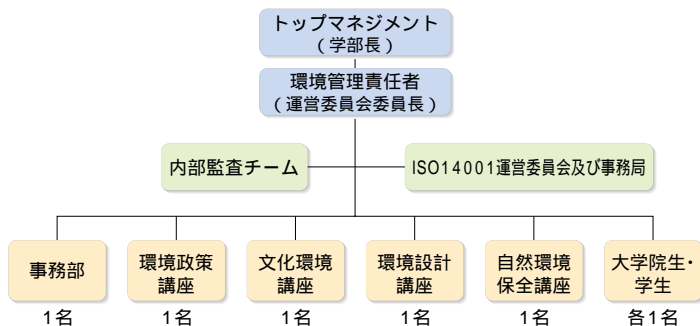 トップマネジメント
（学部長）
環境管理責任者
（運営委員会委員長）
内部監査チーム
ISO14001運営委員会及び事務局
事務部
環境政策
講座
文化環境
講座
環境設計
講座
自然環境
保全講座
大学院生・
学生
1名
1名
1名
1名
1名
各1名